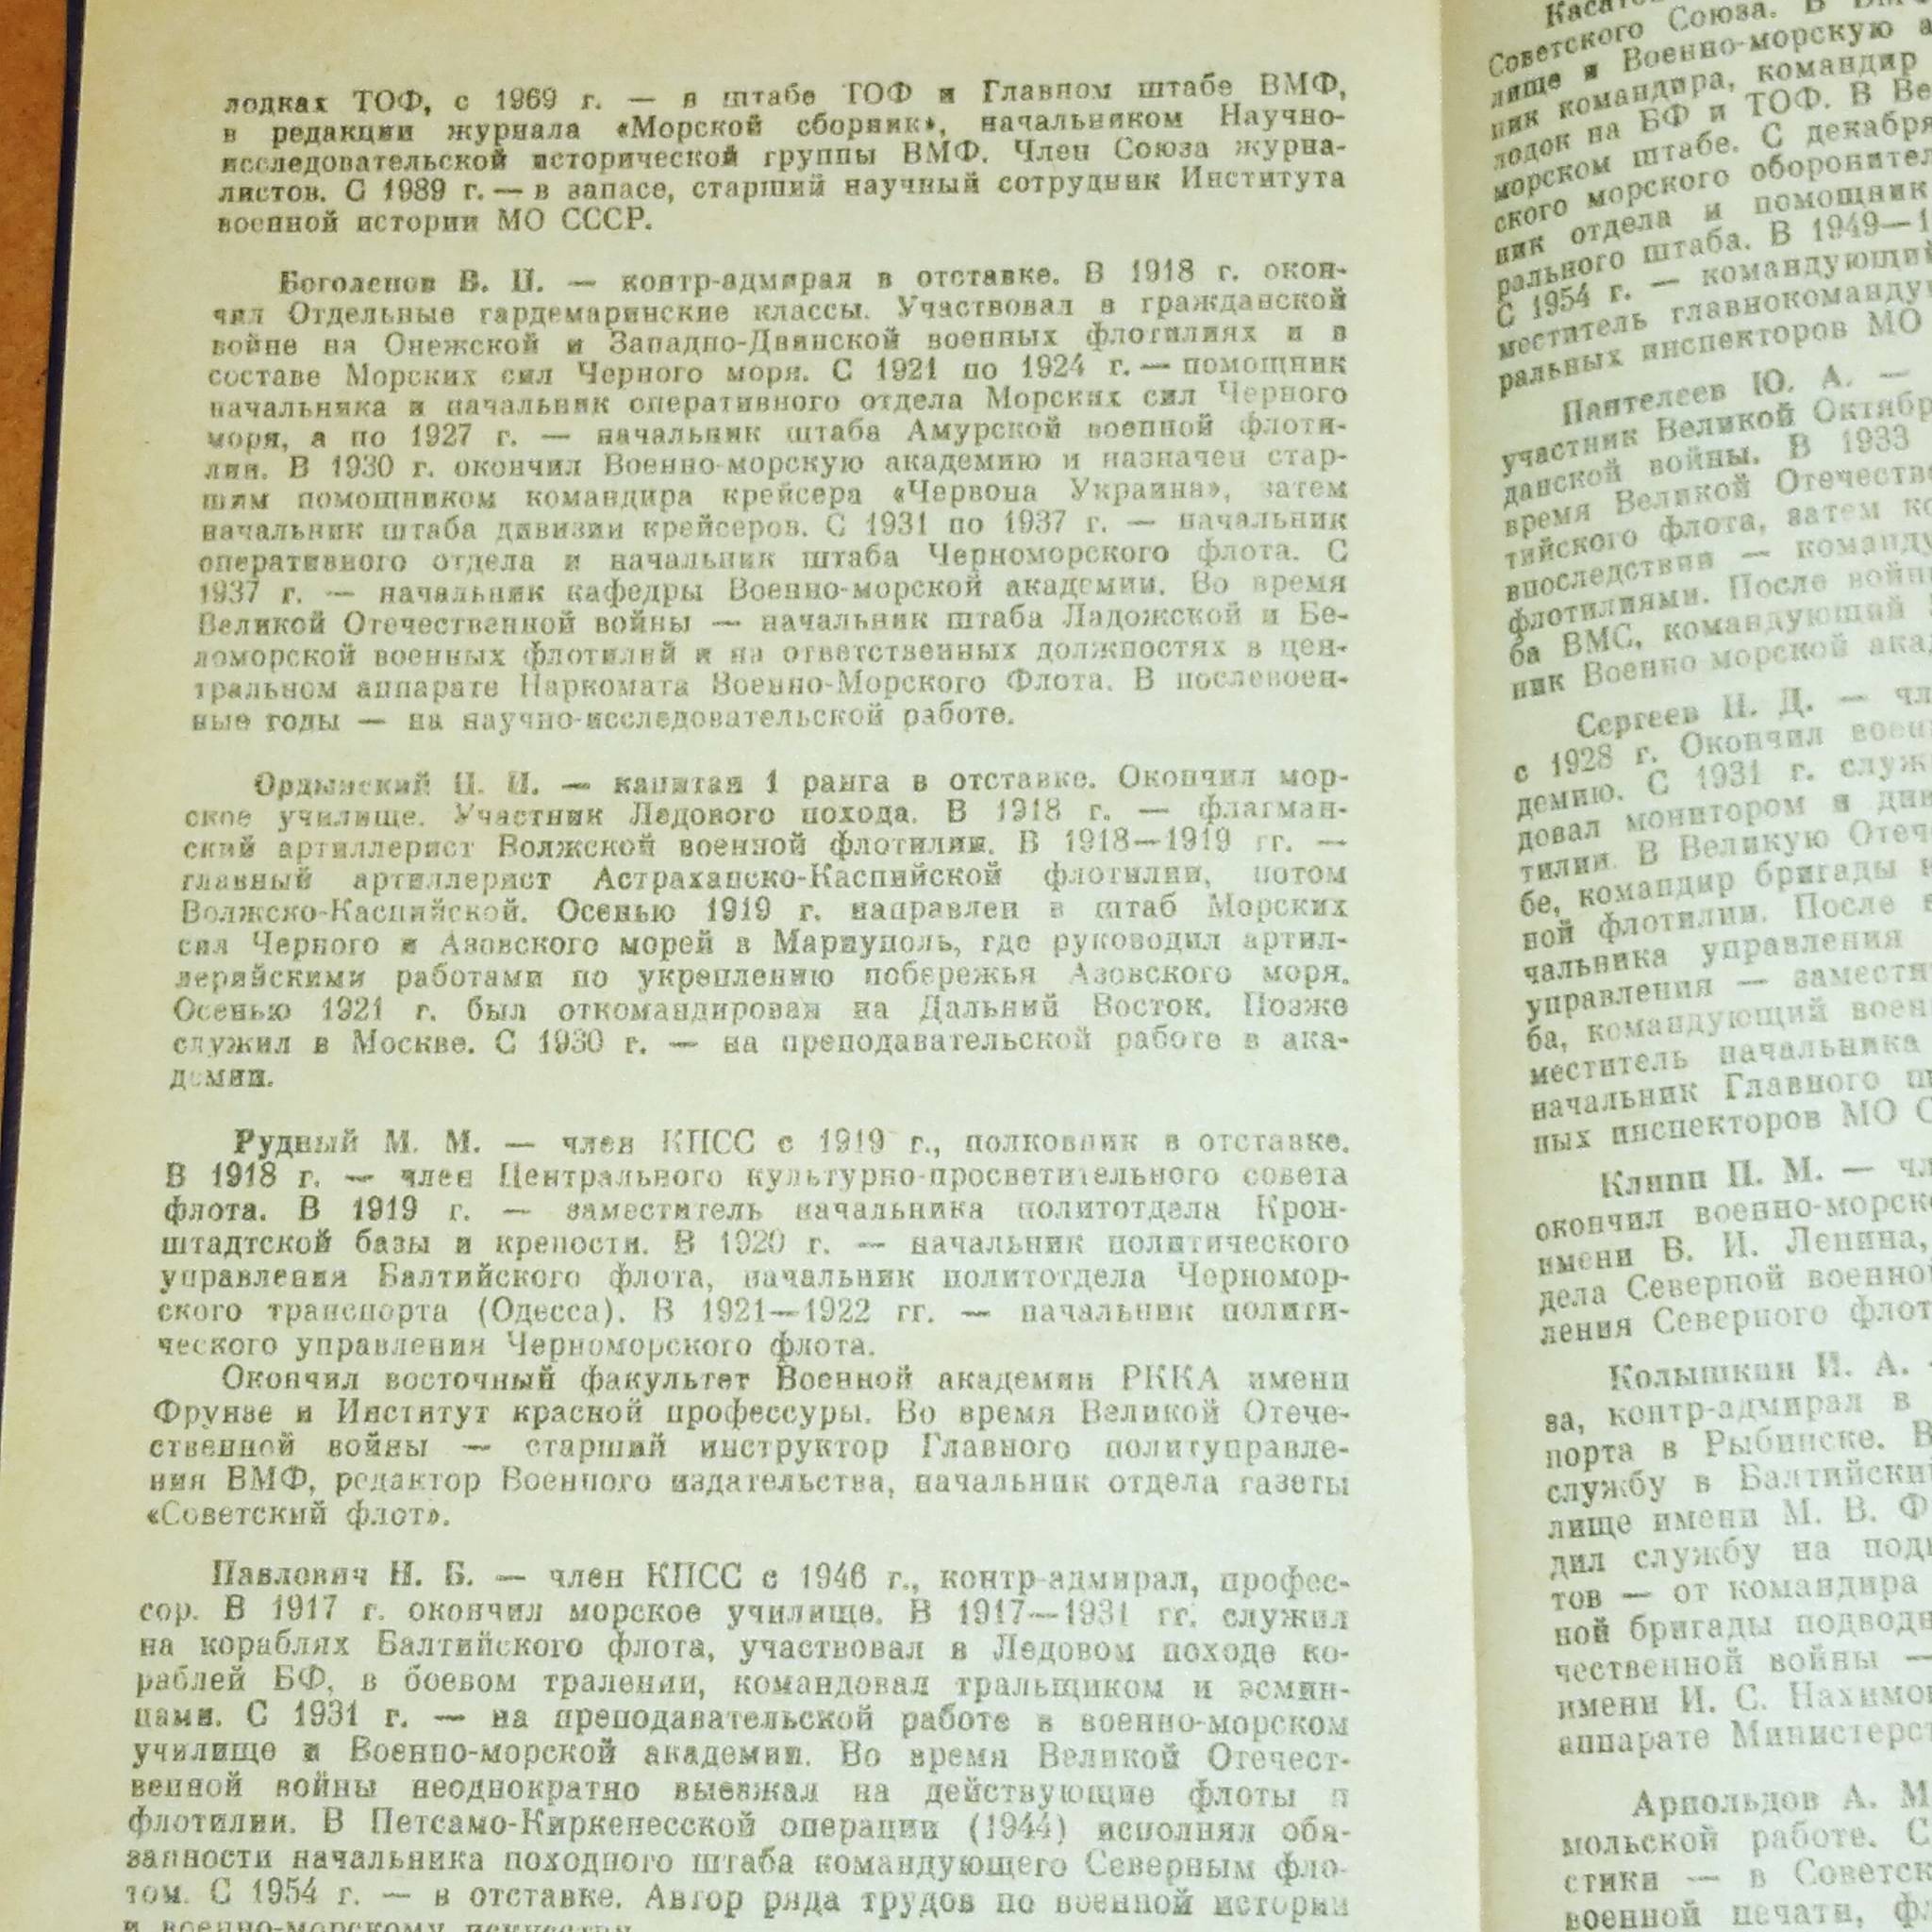 лодках ТОФ, с 1969 г. — в штабе ТОФ и Главном штабе ВМФ,
в редакции журнала «Морской сборник», начальником Научно-
исследовательской исторической группы ВМФ. Член Союза журна-
листов. С 1989 г. — в запасе, старший научный сотрудник Института
военной истории МО СССР.
Боголепов В. П. — контр-адмирал в отставке. В 1918 г. окон-
чил Отдельные гардемаринские классы. Участвовал в гражданской
войне на Онежской и Западно-Двинской военных флотилиях и в
составе Морских сил Черного моря. С 1921 по 1924 г. — помощник
начальника и начальник оперативного отдела Морских сил Черного
моря, а по 1927 г. — начальник штаба Амурской военной флоти-
лии. В 1930 г. окончил Военно-морскую академию и назначен стар-
шим помощником командира крейсера «Червона Украина», затем
начальник штаба дивизии крейсеров. С 1931 по 1937 г. — начальник
оперативного отдела и начальник штаба Черноморского флота. С
1937 г. — начальник кафедры Военно-морской академии. Во время
Великой Отечественной войны — начальник штаба Ладожской и Бе-
ломорской военных флотилий и на ответственных должностях в цен-
тральном аппарате Наркомата Военно-Морского Флота. В послевоен-
ные годы — на научно-исследовательской работе.
Ордынский — капитан 1 ранга в отставке. Окончил мор-
ское училище. Участник Ледового похода. В 1918 г. — флагман-
ский артиллерист Волжской военной флотилии. В 1918—1919 гг. —
главный артиллерист Астраханско-Каспийской флотилии, потом
Волжско-Каспийской. Осенью 1919 г. направлен в штаб Морских
сил Черного и Азовского морей в Мариуполь, где руководил артил-
лерийскими работами по укреплению побережья Азовского моря.
Осенью 1921 г. был откомандирован на Дальний Восток. Позже
служил в Москве. С 1930 г. — на преподавательской работе в ака-
демии.
Рудный М. М. — член КПСС с 1919 г., полковник в отставке.
В 1918 г. — член Центрального культурно-просветительного совета
флота. В 1919 г. — заместитель начальника политотдела Крон-
штадтской базы и крепости. В 1920 г. — начальник политического
управления Балтийского флота, начальник политотдела Черномор-
ского транспорта (Одесса). В 1921—1922 гг. — начальник полити-
ческого управления Черноморского флота.
Окончил восточный факультет Военной академии РККА имени
Фрунзе и Институт красной профессуры. Во время Великой Отече-
ственной войны — старший инструктор Главного политуправле-
ния ВМФ, редактор Военного издательства, начальник отдела газеты
«Советский флот».
Павлович Н. Б. — член КПСС с 1946 г., контр-адмирал, профес-
сор. В 1917 г. окончил морское училище. В 1917—1931 гг. служил
на кораблях Балтийского флота, участвовал в Ледовом походе ко-
раблей БФ, в боевом тралении, командовал тральщиком и эсмин-
цами. С 1931 г. — на преподавательской работе в военно-морском
училище и Военно-морской академии. Во время Великой Отечест-
венной войны неоднократно выезжал на действующие флоты и
флотилии. В Петсамо-Киркенесской операции (1944) исполнял обя-
занности начальника походного штаба командующего Северным фло-
том. С 1954 г. — в отставке. Автор ряда трудов по военной истории
и военно-морскому искусству.
Советского Союза. В
лище и Военно-морскую а
ник командира, командир
лодок на БФ и ТОФ. В Ве
морском штабе. С декабря
ского морского оборонител
ник отдела и помощник
рального штаба. В 1949—1
С 1954 г. — командующий
меститель главнокоманду
ральных инспекторов МО
Пантелеев Ю. А. —
участник Великой Октябр
данской войны. В 1933
время Великой Отечестве
тийского флота, затем ко
впоследствии — команду
флотилиями. После войн
ба ВМС, командующий
ник Военно-морской ака
Сергеев Н. Д. — чл
с 1928 г. Окончил воен
демию. С 1931 г. служ
довал монитором и див
тилии. В Великую Отеч
бе, командир бригады
ной флотилии. После в
чальника управления
управления — замести
ба, командующий воен
меститель начальника
начальник Главного ш
ных инспекторов МО С
Клипп П. М. — чл
окончил военно-морск
имени В. И. Ленина,
дела Северной военно
ления Северного флот
Колышкин И. А.
за, контр-адмирал в
порта в Рыбинске. В
службу в Балтийский
лище имени М. В. Ф
дил службу на подв
тов — от командира
ной бригады подводн
чественной войны —
имени И. С. Нахимо
аппарате Министерст
Арнольдов А. М
мольской работе. С
стики — в Советск
военной печати, ф